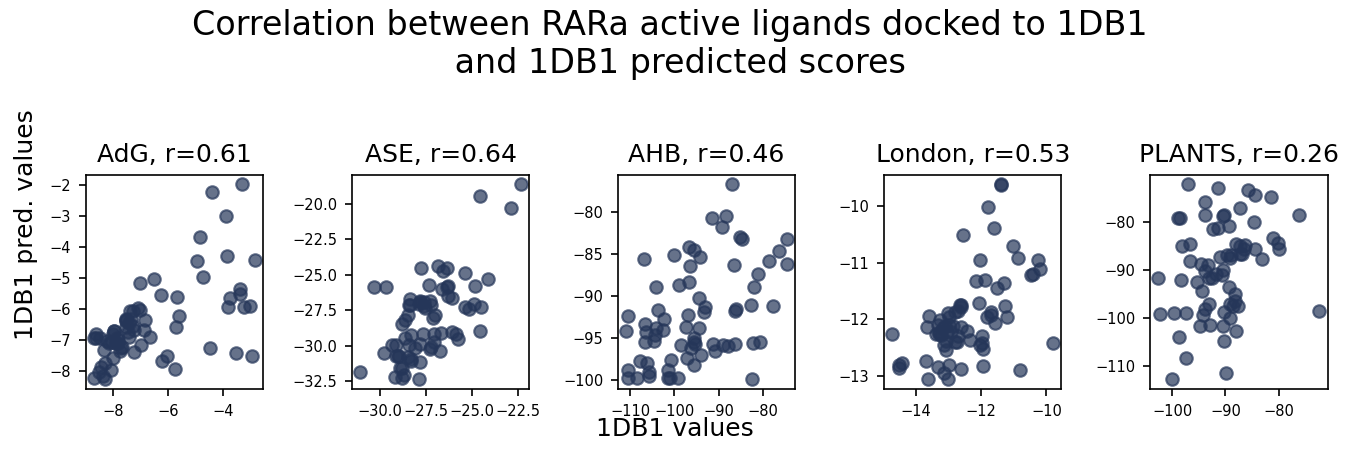 Correlation between RARa active ligands docked to 1DB1
and 1DB1 predicted scores
1DB1 pred. values
AdG, r=0.61
−2
−3
−4
−5
−6
−7
−8
−8 −6 −4
ASE, r=0.64
−20.0
−22.5
−25.0
−27.5
−30.0
−32.5
−30.0 −27.5 −25.0 −22.5
AHB, r=0.46
−80
−85
−90
−95
−100
−110 −100 −90 −80
London, r=0.53
−10
−11
−12
−13
−14 −12 −10
PLANTS, r=0.26
−80
−90
−100
−110
−100 −90 −80
1DB1 values